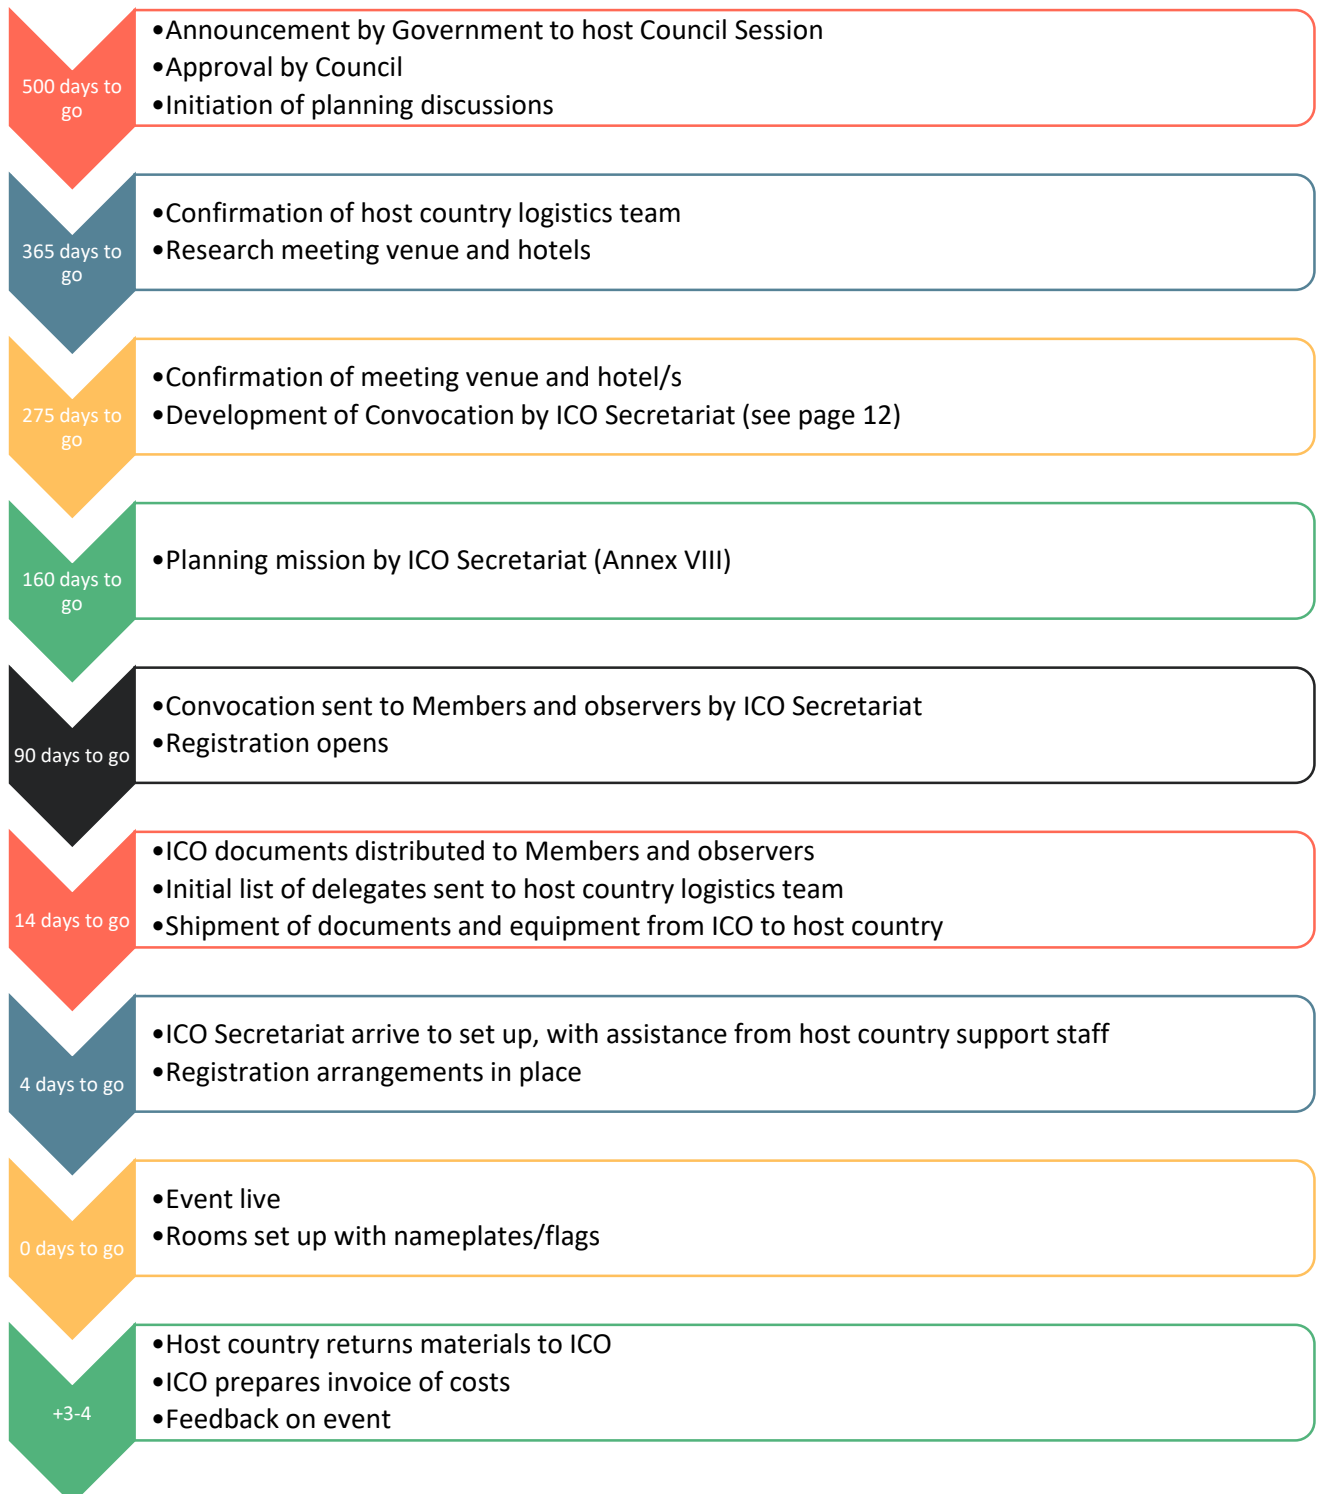 500 days to
go
•Announcement by Government to host Council Session
•Approval by Council
•Initiation of planning discussions
365 days to
go
•Confirmation of host country logistics team
•Research meeting venue and hotels
275 days to
go
•Confirmation of meeting venue and hotel/s
•Development of Convocation by ICO Secretariat (see page 12)
160 days to
go
•Planning mission by ICO Secretariat (Annex VIII)
90 days to go
•Convocation sent to Members and observers by ICO Secretariat
•Registration opens
14 days to go
•ICO documents distributed to Members and observers
•Initial list of delegates sent to host country logistics team
•Shipment of documents and equipment from ICO to host country
4 days to go
•ICO Secretariat arrive to set up, with assistance from host country support staff
•Registration arrangements in place
0 days to go
•Event live
•Rooms set up with nameplates/flags
+3-4
•Host country returns materials to ICO
•ICO prepares invoice of costs
•Feedback on event